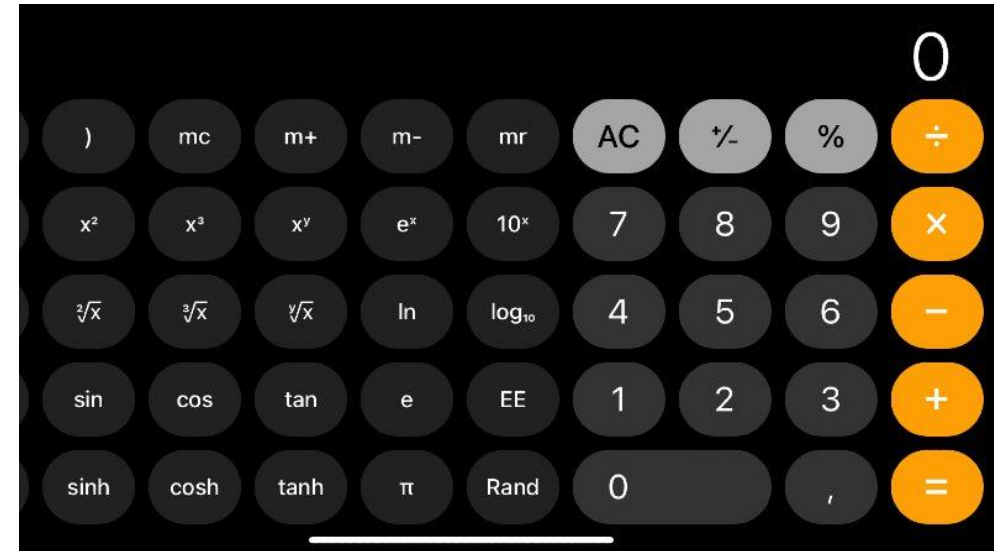 0
) mc m+ m- mr AC +/- % ÷
x² x³ xʸ eˣ 10ˣ 7 8 9 ×
²√x ³√x ʸ√x ln log₁₀ 4 5 6 −
sin cos tan e EE 1 2 3 +
sinh cosh tanh π Rand 0 , =